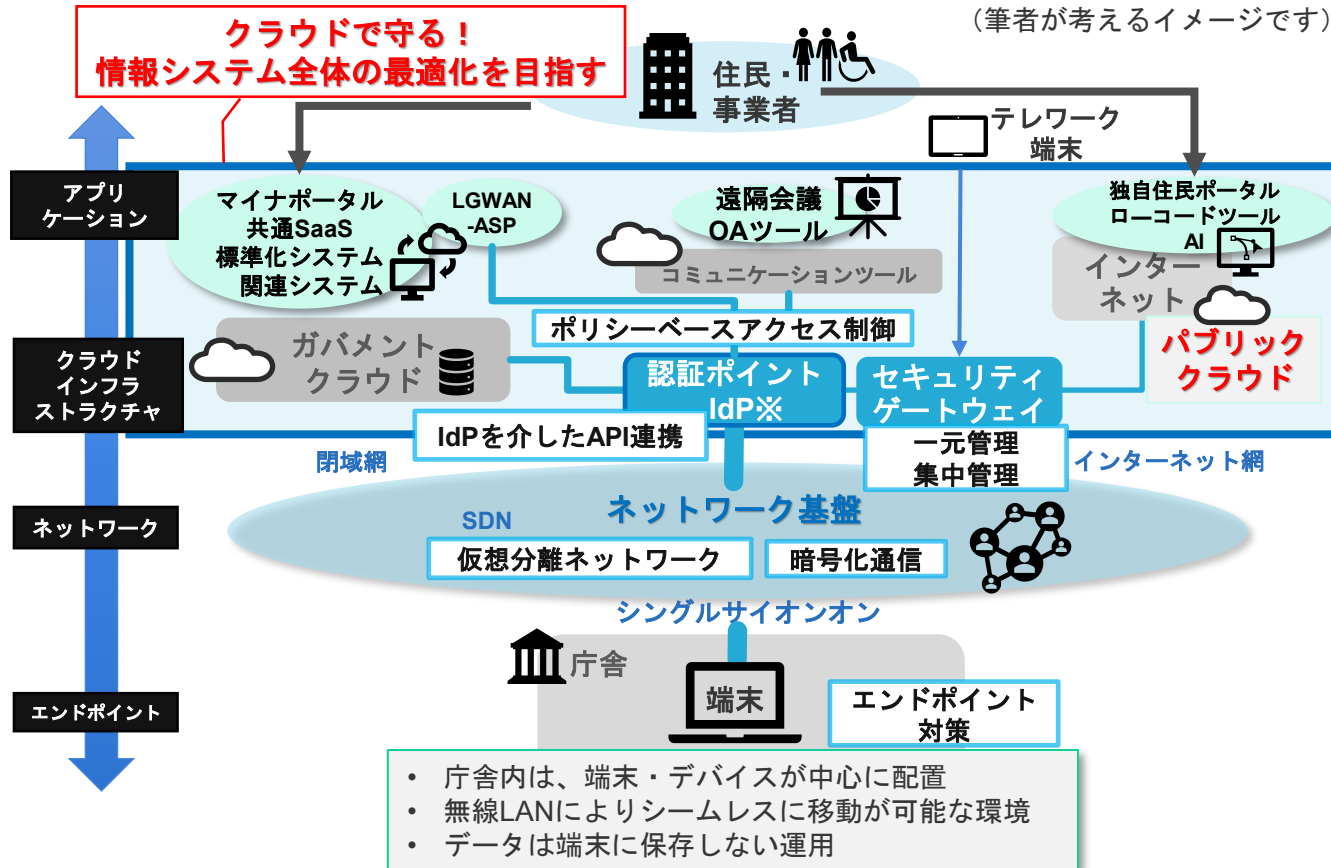 （筆者が考えるイメージです）
クラウドで守る！
情報システム全体の最適化を目指す
住民・
事業者
テレワーク
端末
アプリ
ケーション
マイナポータル
共通SaaS
標準化システム
関連システム
LGWAN
-ASP
遠隔会議
OAツール
コミュニケーションツール
独自住民ポータル
ローコードツール
AI
インター
ネット
ポリシーベースアクセス制御
クラウド
インフラ
ストラクチャ
ガバメント
クラウド
認証ポイント
IdP※
セキュリティ
ゲートウェイ
パブリック
クラウド
IdPを介したAPI連携
一元管理
集中管理
閉域網
インターネット網
ネットワーク
ネットワーク基盤
SDN
仮想分離ネットワーク
暗号化通信
シングルサイオンオン
庁舎
エンドポイント
端末
エンドポイント
対策
• 庁舎内は、端末・デバイスが中心に配置
• 無線LANによりシームレスに移動が可能な環境
• データは端末に保存しない運用